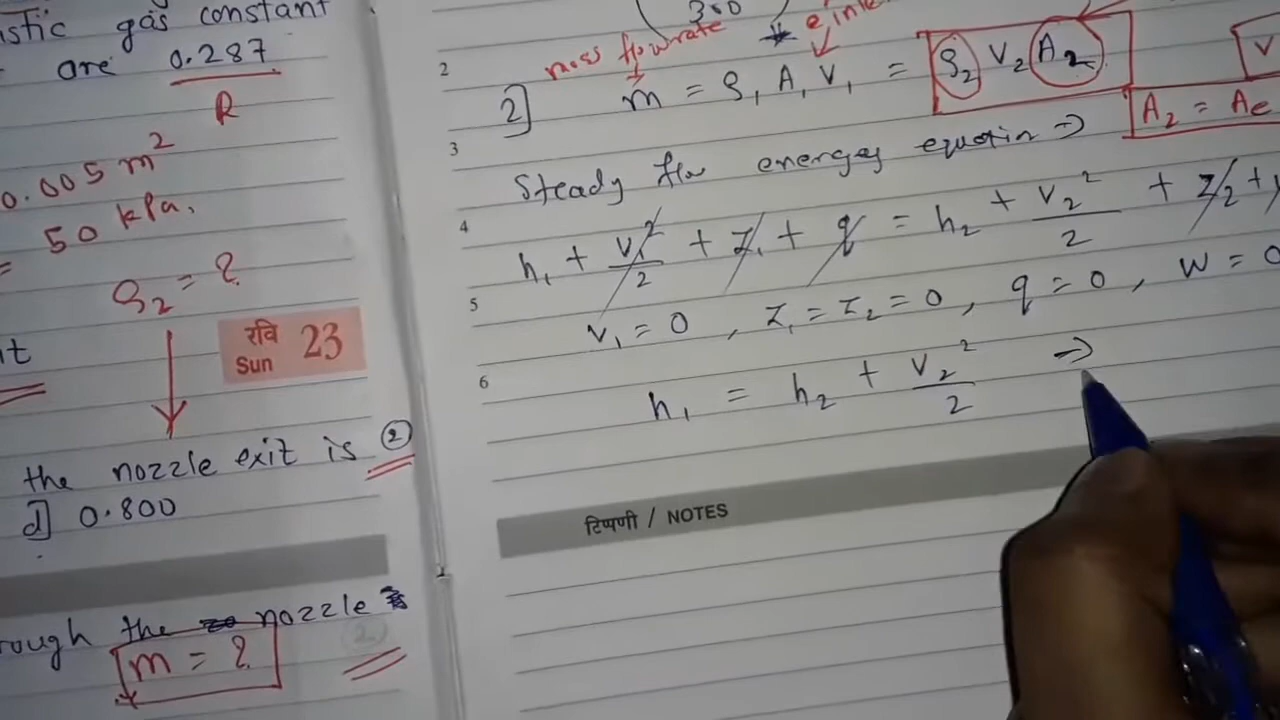 stic gas constant
are 0.287
R
0.005 m²
= 50 kPa.
ρ₂ = ?
रवि
Sun 23
the nozzle exit is ②
d] 0.800
rough the nozzle
ṁ = ?
300
mass flowrate
2
2] ṁ = ρ₁ A₁ V₁ = ρ₂ V₂ A₂
A₂ = Ae
3
Steady flow energey equation ⇒
4
h₁ + V₁²/2 + Z₁ + q = h₂ + V₂²/2 + Z₂ +
5
V₁ = 0 , Z₁ = Z₂ = 0 , q = 0 , W = 0
6
h₁ = h₂ + V₂²/2 ⇒
टिप्पणी / NOTES